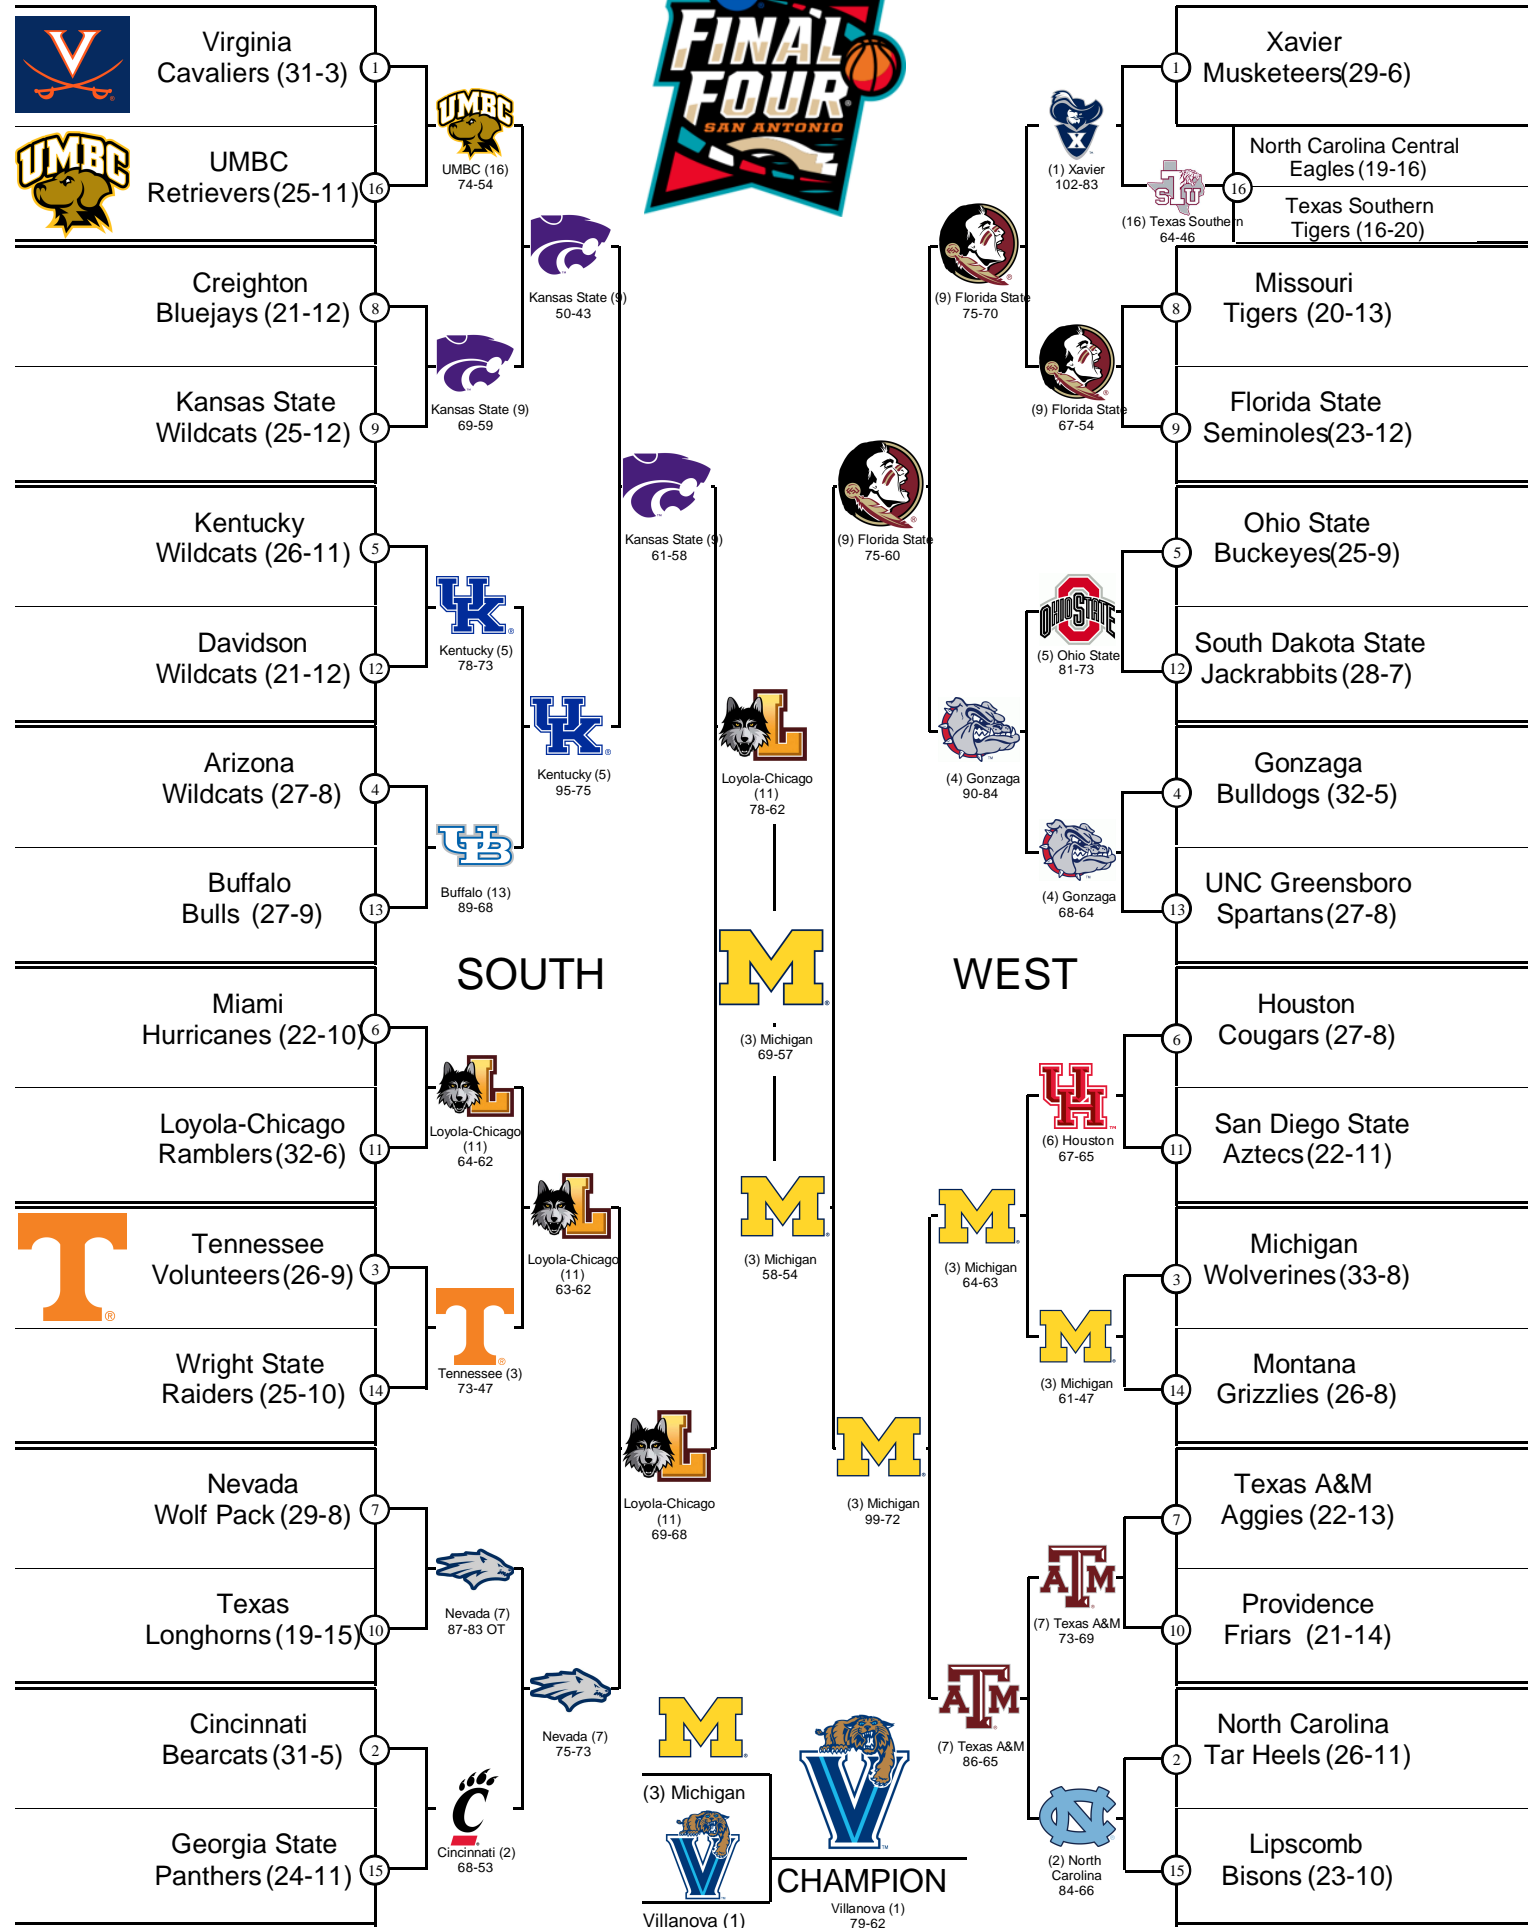 FINAL
FOUR
SAN ANTONIO
Virginia
Cavaliers (31-3)
1
UMBC
UMBC
Retrievers (25-11)
16
Creighton
Bluejays (21-12)
8
Kansas State
Wildcats (25-12)
9
Kentucky
Wildcats (26-11)
5
Davidson
Wildcats (21-12)
12
Arizona
Wildcats (27-8)
4
Buffalo
Bulls (27-9)
13
Miami
Hurricanes (22-10)
6
Loyola-Chicago
Ramblers (32-6)
11
Tennessee
Volunteers (26-9)
3
Wright State
Raiders (25-10)
14
Nevada
Wolf Pack (29-8)
7
Texas
Longhorns (19-15)
10
Cincinnati
Bearcats (31-5)
2
Georgia State
Panthers (24-11)
15
UMBC
UMBC (16)
74-54
Kansas State (9)
69-59
UK
Kentucky (5)
78-73
UB
Buffalo (13)
89-68
L
Loyola-Chicago
(11)
64-62
T
Tennessee (3)
73-47
Nevada (7)
87-83 OT
C
Cincinnati (2)
68-53
Kansas State (9)
50-43
UK
Kentucky (5)
95-75
L
Loyola-Chicago
(11)
63-62
Nevada (7)
75-73
Kansas State (9)
61-58
L
Loyola-Chicago
(11)
69-68
SOUTH
L
Loyola-Chicago
(11)
78-62
M
(3) Michigan
69-57
M
(3) Michigan
58-54
WEST
(9) Florida State
75-60
M
(3) Michigan
99-72
(9) Florida State
75-70
(4) Gonzaga
90-84
M
(3) Michigan
64-63
ATM
(7) Texas A&M
86-65
X
(1) Xavier
102-83
TSU
(16) Texas Southern
64-46
(9) Florida State
67-54
OHIO STATE
(5) Ohio State
81-73
(4) Gonzaga
68-64
UH
(6) Houston
67-65
M
(3) Michigan
61-47
ATM
(7) Texas A&M
73-69
NC
(2) North
Carolina
84-66
Xavier
Musketeers (29-6)
1
North Carolina Central
Eagles (19-16)
16
Texas Southern
Tigers (16-20)
Missouri
Tigers (20-13)
8
Florida State
Seminoles (23-12)
9
Ohio State
Buckeyes (25-9)
5
South Dakota State
Jackrabbits (28-7)
12
Gonzaga
Bulldogs (32-5)
4
UNC Greensboro
Spartans (27-8)
13
Houston
Cougars (27-8)
6
San Diego State
Aztecs (22-11)
11
Michigan
Wolverines (33-8)
3
Montana
Grizzlies (26-8)
14
Texas A&M
Aggies (22-13)
7
Providence
Friars (21-14)
10
North Carolina
Tar Heels (26-11)
2
Lipscomb
Bisons (23-10)
15
M
(3) Michigan
V
Villanova (1)
V
CHAMPION
Villanova (1)
79-62